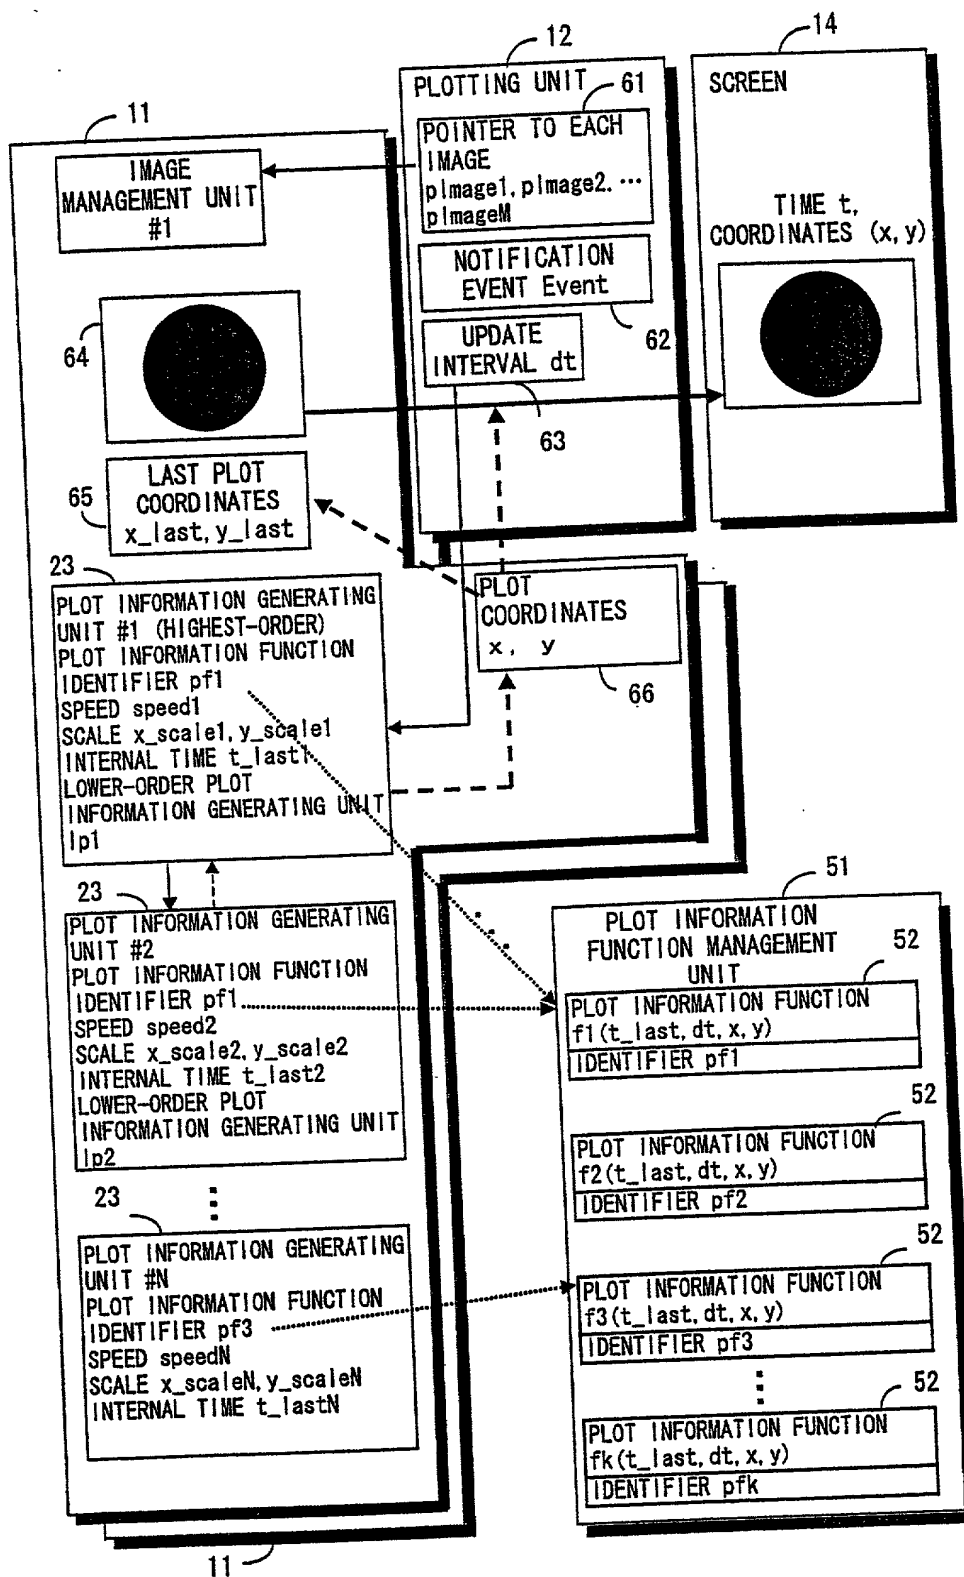 12
PLOTTING UNIT
61
POINTER TO EACH
IMAGE
pImage1, pImage2, ...
pImageM
NOTIFICATION
EVENT Event
62
UPDATE
INTERVAL dt
63
14
SCREEN
TIME t,
COORDINATES (x, y)
11
IMAGE
MANAGEMENT UNIT
#1
64
65
LAST PLOT
COORDINATES
x_last, y_last
23
PLOT INFORMATION GENERATING
UNIT #1 (HIGHEST-ORDER)
PLOT INFORMATION FUNCTION
IDENTIFIER pf1
SPEED speed1
SCALE x_scale1, y_scale1
INTERNAL TIME t_last1
LOWER-ORDER PLOT
INFORMATION GENERATING UNIT
lp1
PLOT
COORDINATES
x, y
66
23
PLOT INFORMATION GENERATING
UNIT #2
PLOT INFORMATION FUNCTION
IDENTIFIER pf1
SPEED speed2
SCALE x_scale2, y_scale2
INTERNAL TIME t_last2
LOWER-ORDER PLOT
INFORMATION GENERATING UNIT
lp2
23
PLOT INFORMATION GENERATING
UNIT #N
PLOT INFORMATION FUNCTION
IDENTIFIER pf3
SPEED speedN
SCALE x_scaleN, y_scaleN
INTERNAL TIME t_lastN
11
51
PLOT INFORMATION
FUNCTION MANAGEMENT
UNIT
52
PLOT INFORMATION FUNCTION
f1(t_last, dt, x, y)
IDENTIFIER pf1
52
PLOT INFORMATION FUNCTION
f2(t_last, dt, x, y)
IDENTIFIER pf2
52
PLOT INFORMATION FUNCTION
f3(t_last, dt, x, y)
IDENTIFIER pf3
52
PLOT INFORMATION FUNCTION
fk(t_last, dt, x, y)
IDENTIFIER pfk